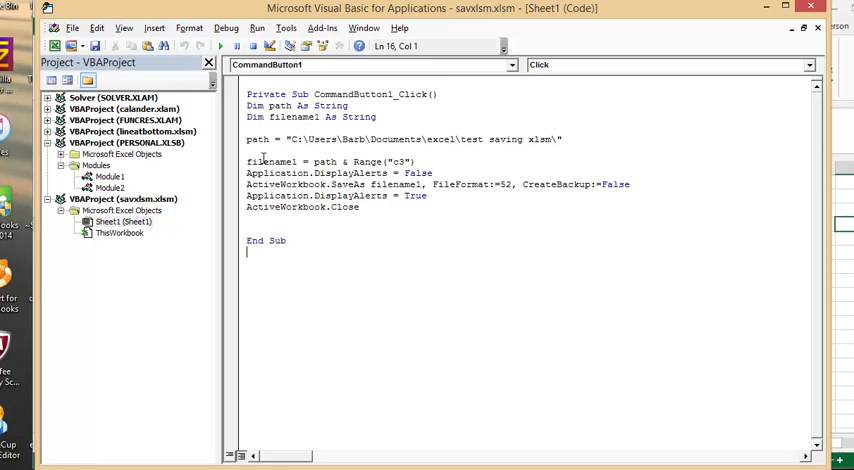 Bin
Microsoft Visual Basic for Applications - savxlsm.xlsm - [Sheet1 (Code)]
File Edit View Insert Format Debug Run Tools Add-Ins Window Help
Ln 16, Col 1
Project - VBAProject
CommandButton1
Click
Solver (SOLVER.XLAM)
VBAProject (calander.xlam)
VBAProject (FUNCRES.XLAM)
VBAProject (lineatbottom.xlsm)
VBAProject (PERSONAL.XLSB)
Microsoft Excel Objects
Modules
Module1
Module2
VBAProject (savxlsm.xlsm)
Microsoft Excel Objects
Sheet1 (Sheet1)
ThisWorkbook
Private Sub CommandButton1_Click()
Dim path As String
Dim filename1 As String
path = "C:\Users\Barb\Documents\excel\test saving xlsm\"
filename1 = path & Range("c3")
Application.DisplayAlerts = False
ActiveWorkbook.SaveAs filename1, FileFormat:=52, CreateBackup:=False
Application.DisplayAlerts = True
ActiveWorkbook.Close
End Sub